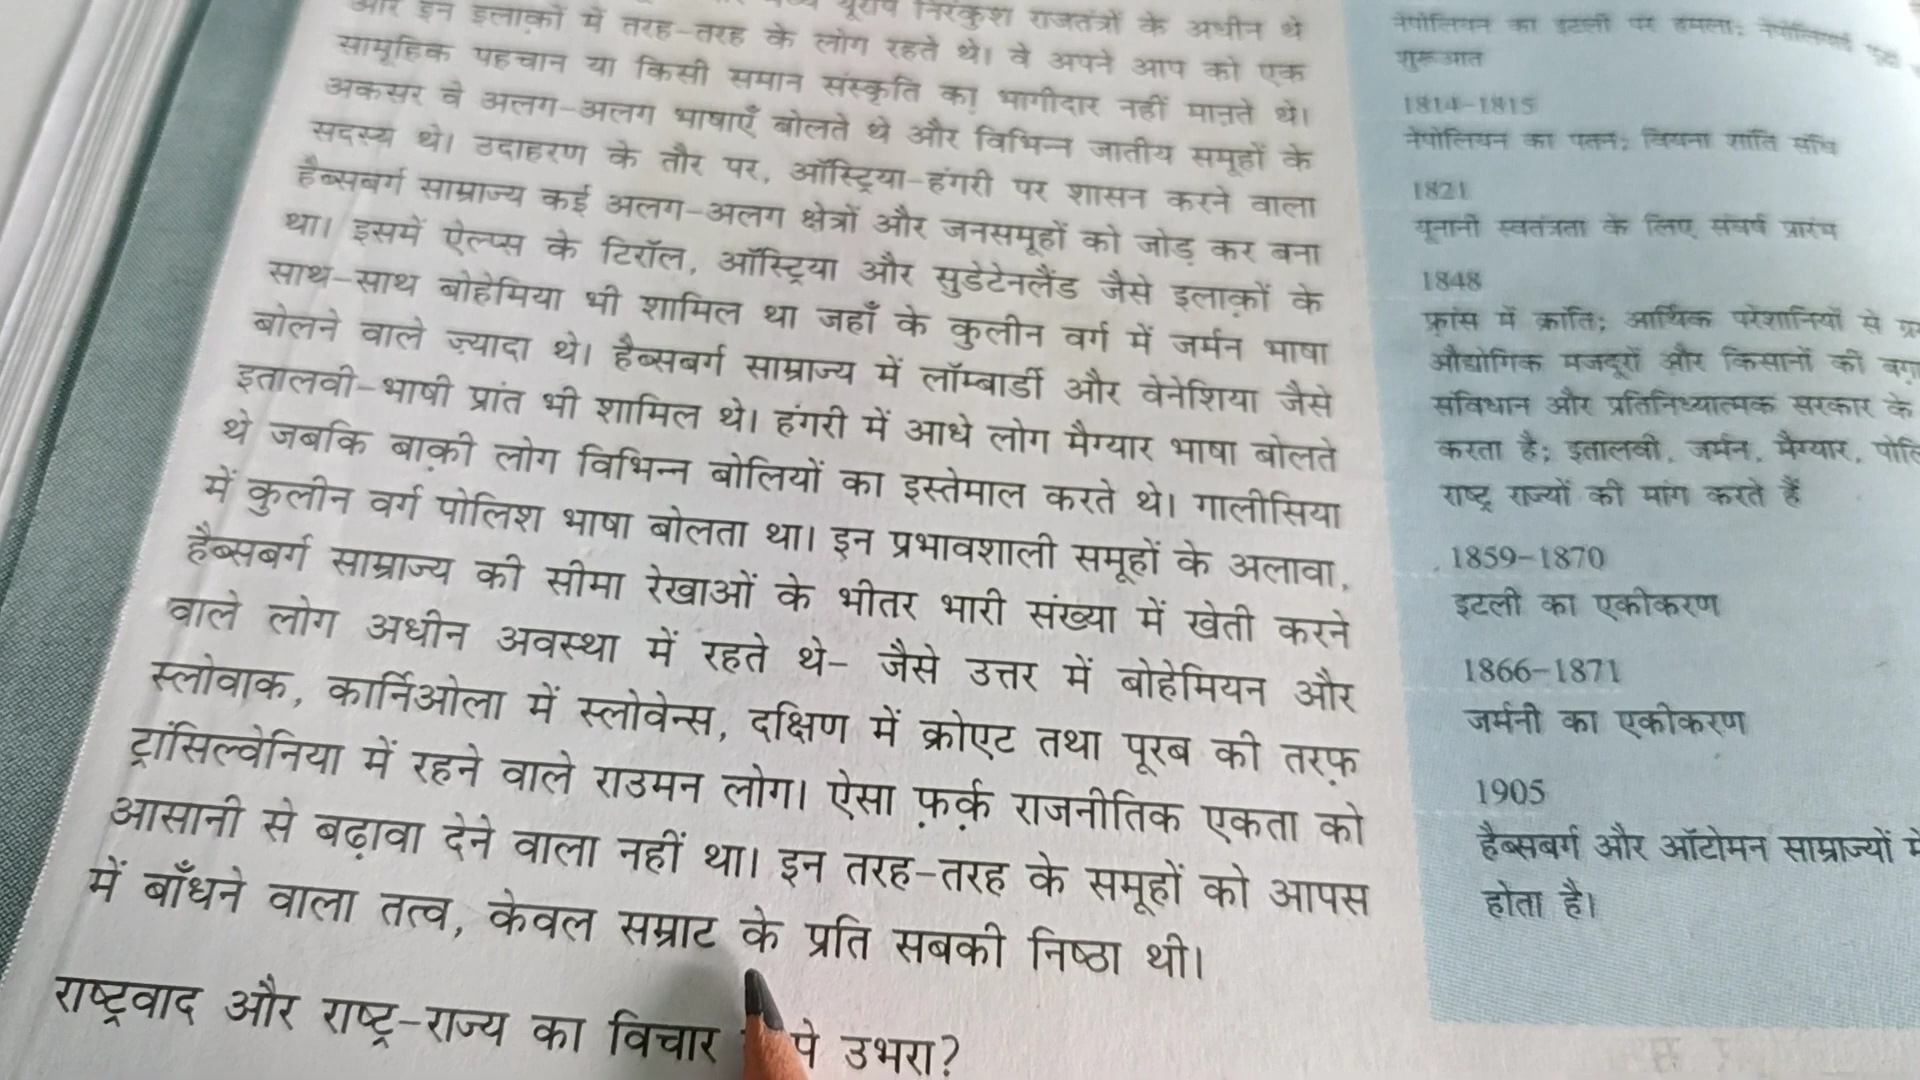 यूरोप निरंकुश राजतंत्रों के अधीन थे
और इन इलाक़ों में तरह-तरह के लोग रहते थे। वे अपने आप को एक
सामूहिक पहचान या किसी समान संस्कृति का भागीदार नहीं मानते थे।
अकसर वे अलग-अलग भाषाएँ बोलते थे और विभिन्न जातीय समूहों के
सदस्य थे। उदाहरण के तौर पर, ऑस्ट्रिया-हंगरी पर शासन करने वाला
हैब्सबर्ग साम्राज्य कई अलग-अलग क्षेत्रों और जनसमूहों को जोड़ कर बना
था। इसमें ऐल्प्स के टिरॉल, ऑस्ट्रिया और सुडेटेनलैंड जैसे इलाक़ों के
साथ-साथ बोहेमिया भी शामिल था जहाँ के कुलीन वर्ग में जर्मन भाषा
बोलने वाले ज़्यादा थे। हैब्सबर्ग साम्राज्य में लॉम्बार्डी और वेनेशिया जैसे
इतालवी-भाषी प्रांत भी शामिल थे। हंगरी में आधे लोग मैग्यार भाषा बोलते
थे जबकि बाक़ी लोग विभिन्न बोलियों का इस्तेमाल करते थे। गालीसिया
में कुलीन वर्ग पोलिश भाषा बोलता था। इन प्रभावशाली समूहों के अलावा,
हैब्सबर्ग साम्राज्य की सीमा रेखाओं के भीतर भारी संख्या में खेती करने
वाले लोग अधीन अवस्था में रहते थे- जैसे उत्तर में बोहेमियन और
स्लोवाक, कार्निओला में स्लोवेन्स, दक्षिण में क्रोएट तथा पूरब की तरफ़
ट्रांसिल्वेनिया में रहने वाले राउमन लोग। ऐसा फ़र्क़ राजनीतिक एकता को
आसानी से बढ़ावा देने वाला नहीं था। इन तरह-तरह के समूहों को आपस
में बाँधने वाला तत्व, केवल सम्राट के प्रति सबकी निष्ठा थी।
राष्ट्रवाद और राष्ट्र-राज्य का विचार उभरा?
नेपोलियन का इटली पर हमला;
शुरूआत
1814-1815
नेपोलियन का पतन; वियना शांति संधि
1821
यूनानी स्वतंत्रता के लिए संघर्ष प्रारंभ
1848
फ़्रांस में क्रांति; आर्थिक परेशानियों से
औद्योगिक मजदूरों और किसानों की
संविधान और प्रतिनिध्यात्मक सरकार के
करता है; इतालवी, जर्मन, मैग्यार,
राष्ट्र राज्यों की मांग करते हैं
1859-1870
इटली का एकीकरण
1866-1871
जर्मनी का एकीकरण
1905
हैब्सबर्ग और ऑटोमन साम्राज्यों
होता है।